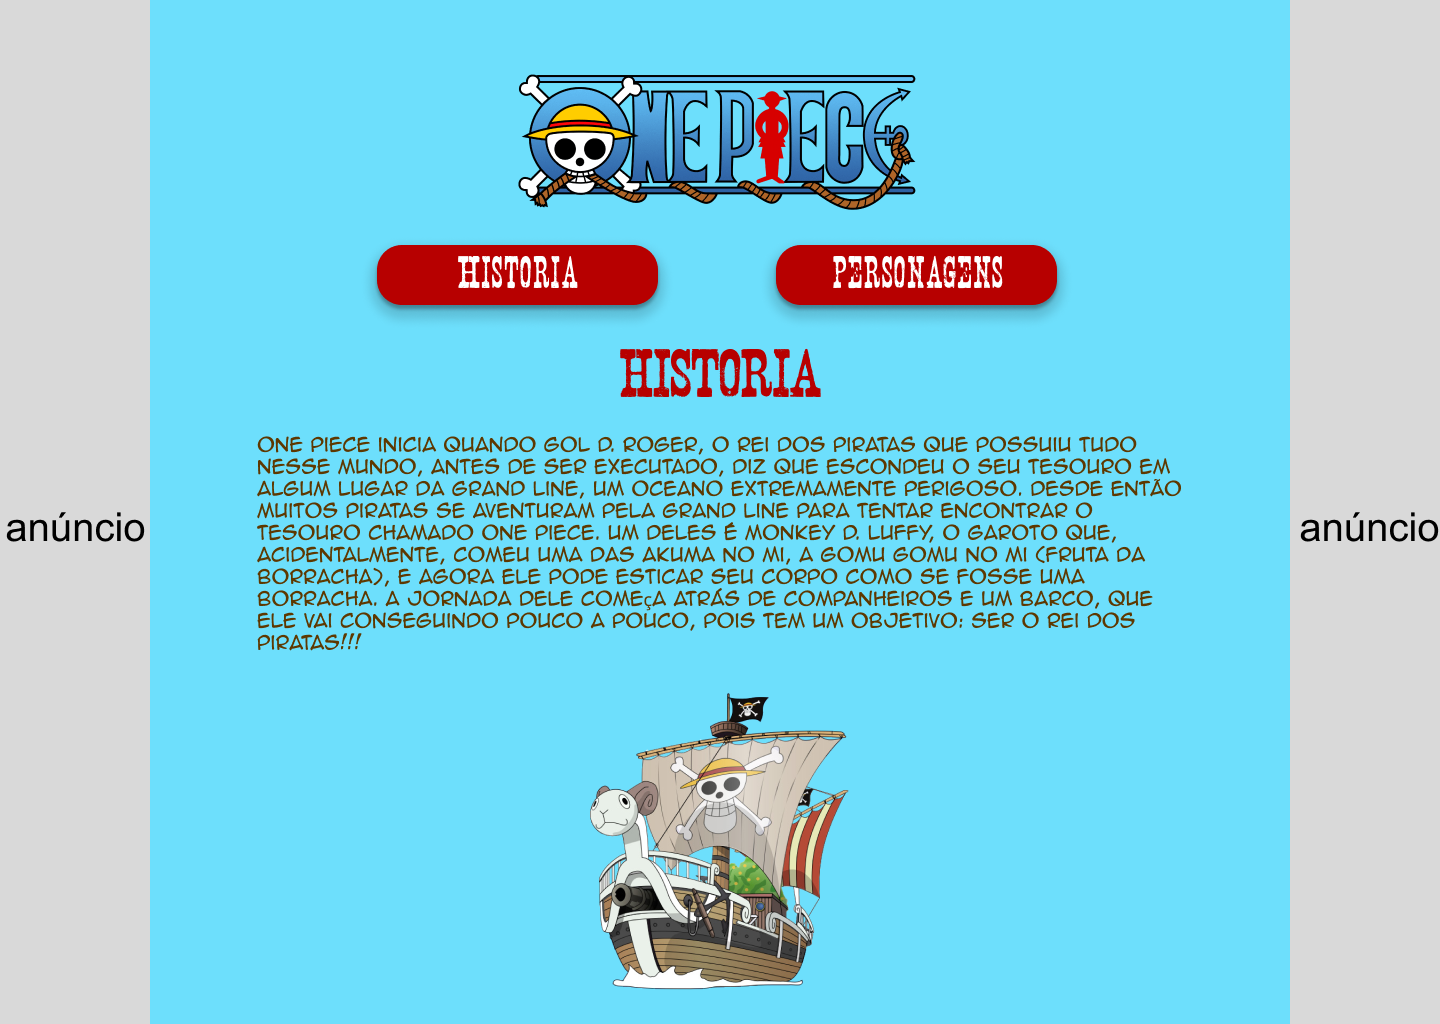 ONE PIECE
HISTORIA
PERSONAGENS
HISTORIA
ONE PIECE INICIA QUANDO GOL D. ROGER, O REI DOS PIRATAS QUE POSSUIU TUDO
NESSE MUNDO, ANTES DE SER EXECUTADO, DIZ QUE ESCONDEU O SEU TESOURO EM
ALGUM LUGAR DA GRAND LINE, UM OCEANO EXTREMAMENTE PERIGOSO. DESDE ENTÃO
MUITOS PIRATAS SE AVENTURAM PELA GRAND LINE PARA TENTAR ENCONTRAR O
TESOURO CHAMADO ONE PIECE. UM DELES É MONKEY D. LUFFY, O GAROTO QUE,
ACIDENTALMENTE, COMEU UMA DAS AKUMA NO MI, A GOMU GOMU NO MI (FRUTA DA
BORRACHA), E AGORA ELE PODE ESTICAR SEU CORPO COMO SE FOSSE UMA
BORRACHA. A JORNADA DELE COMEçA ATRÁS DE COMPANHEIROS E UM BARCO, QUE
ELE VAI CONSEGUINDO POUCO A POUCO, POIS TEM UM OBJETIVO: SER O REI DOS
PIRATAS!!!
anúncio
anúncio